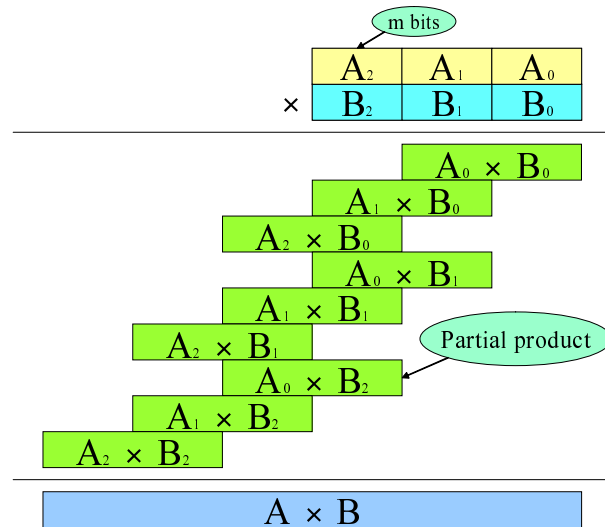 m bits
A₂ A₁ A₀
× B₂ B₁ B₀
A₀ × B₀
A₁ × B₀
A₂ × B₀
A₀ × B₁
A₁ × B₁
Partial product
A₂ × B₁
A₀ × B₂
A₁ × B₂
A₂ × B₂
A × B